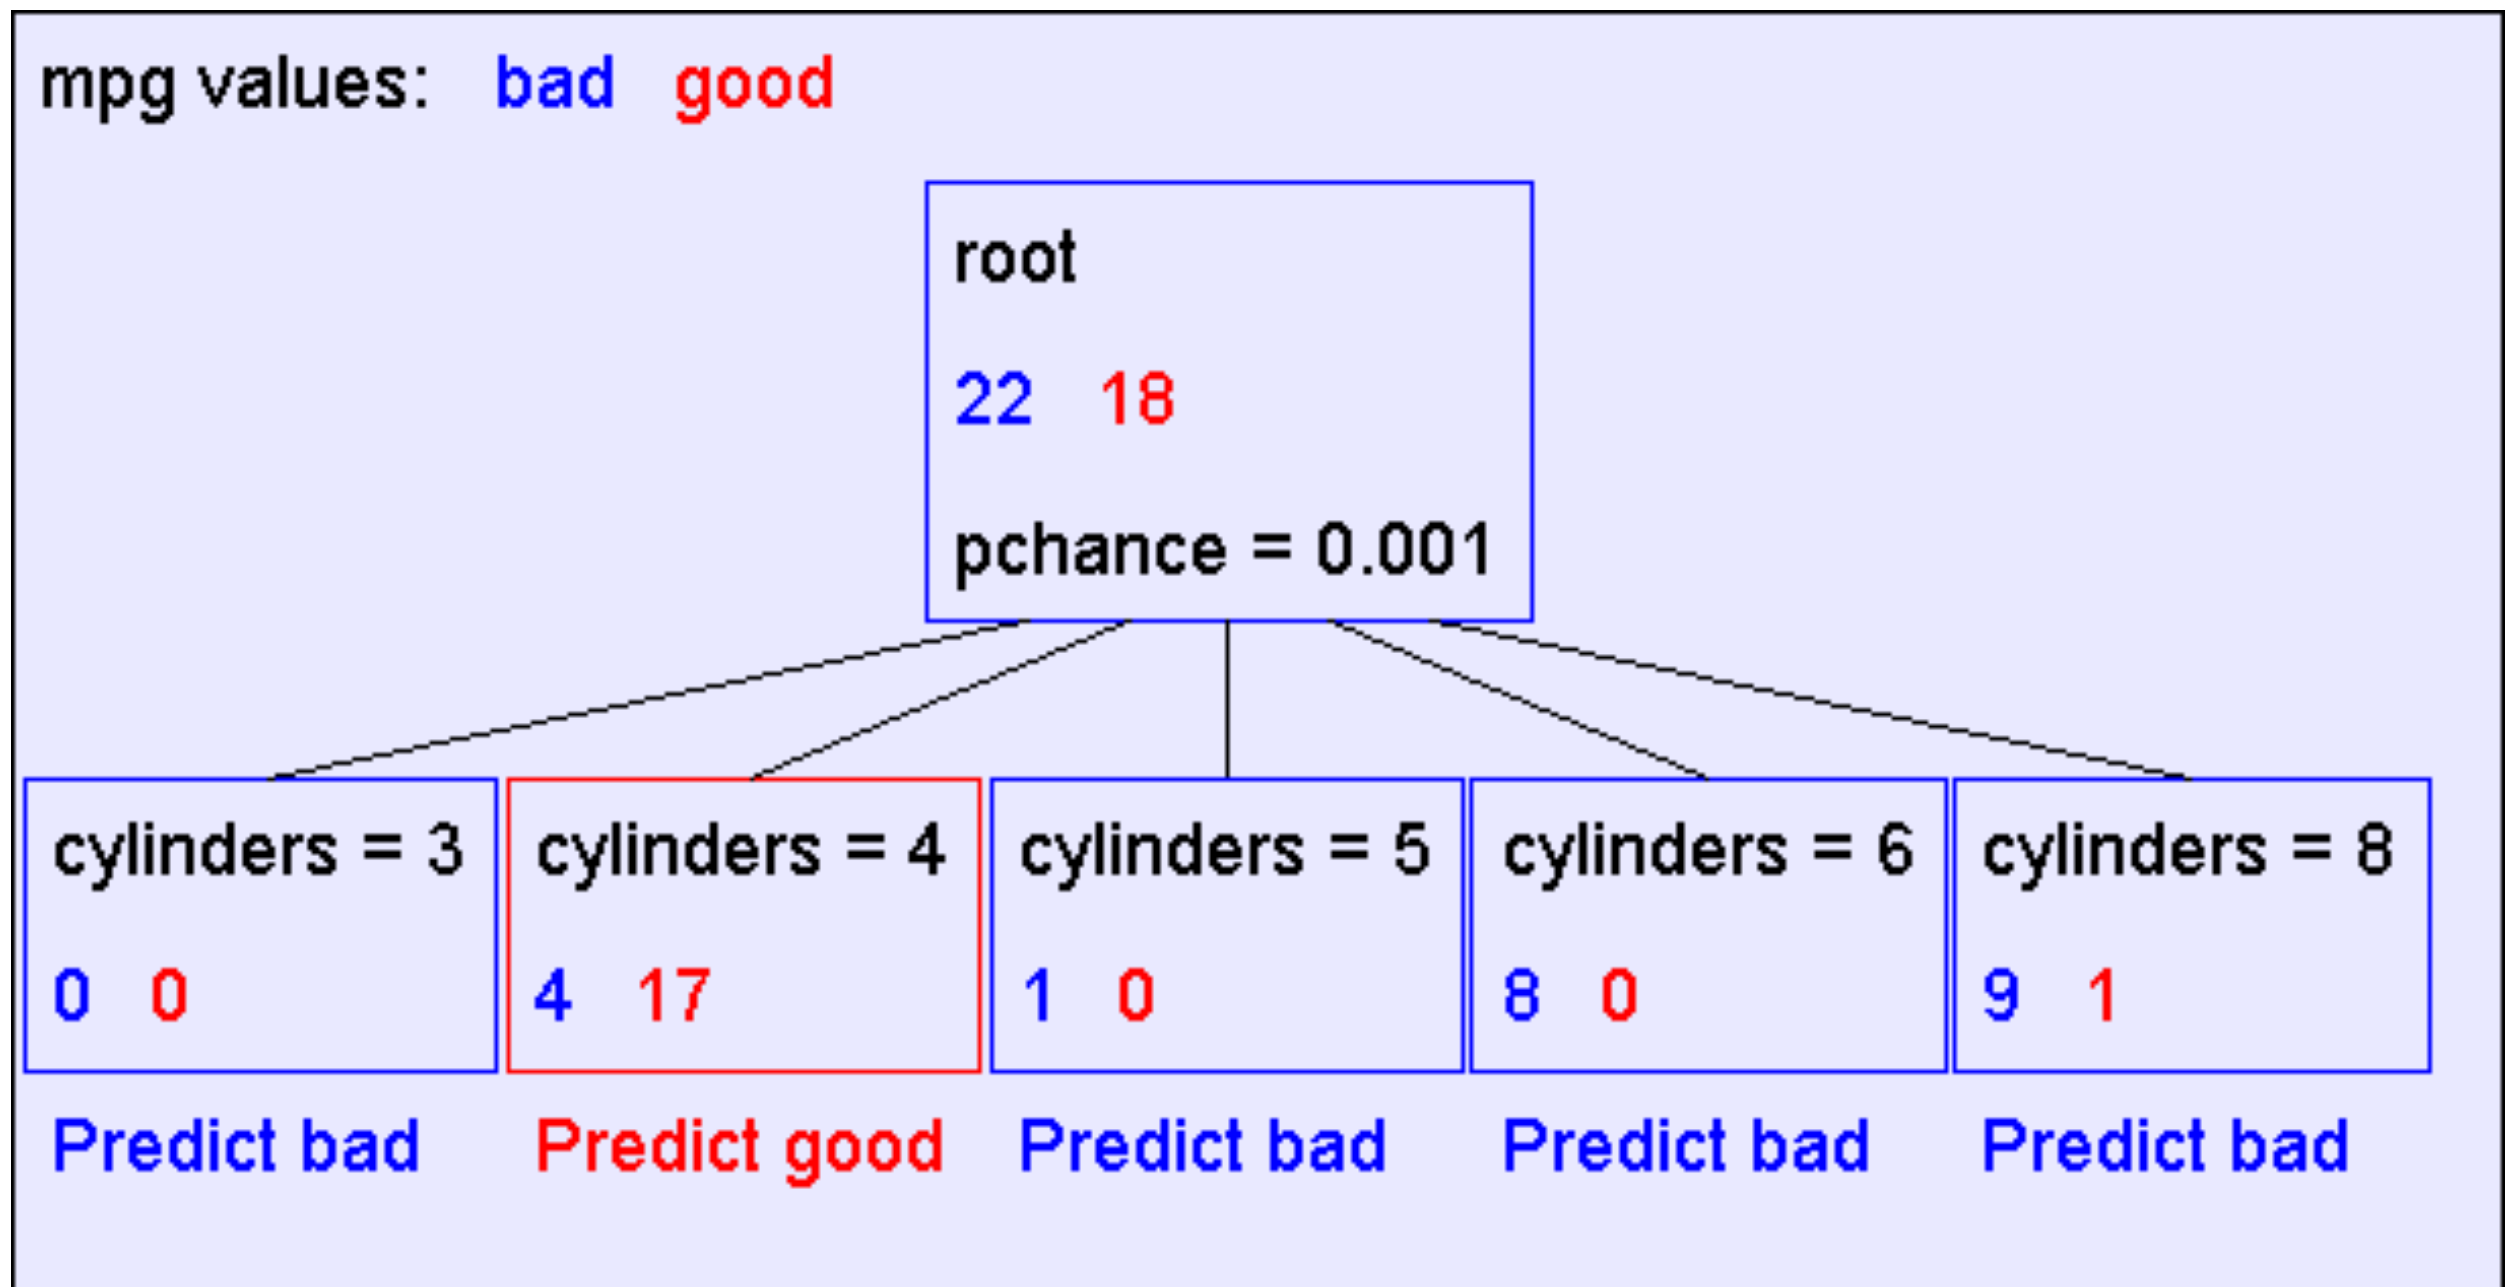 mpg values: bad good
root
22 18
pchance = 0.001
cylinders = 3
0 0
Predict bad
cylinders = 4
4 17
Predict good
cylinders = 5
1 0
Predict bad
cylinders = 6
8 0
Predict bad
cylinders = 8
9 1
Predict bad